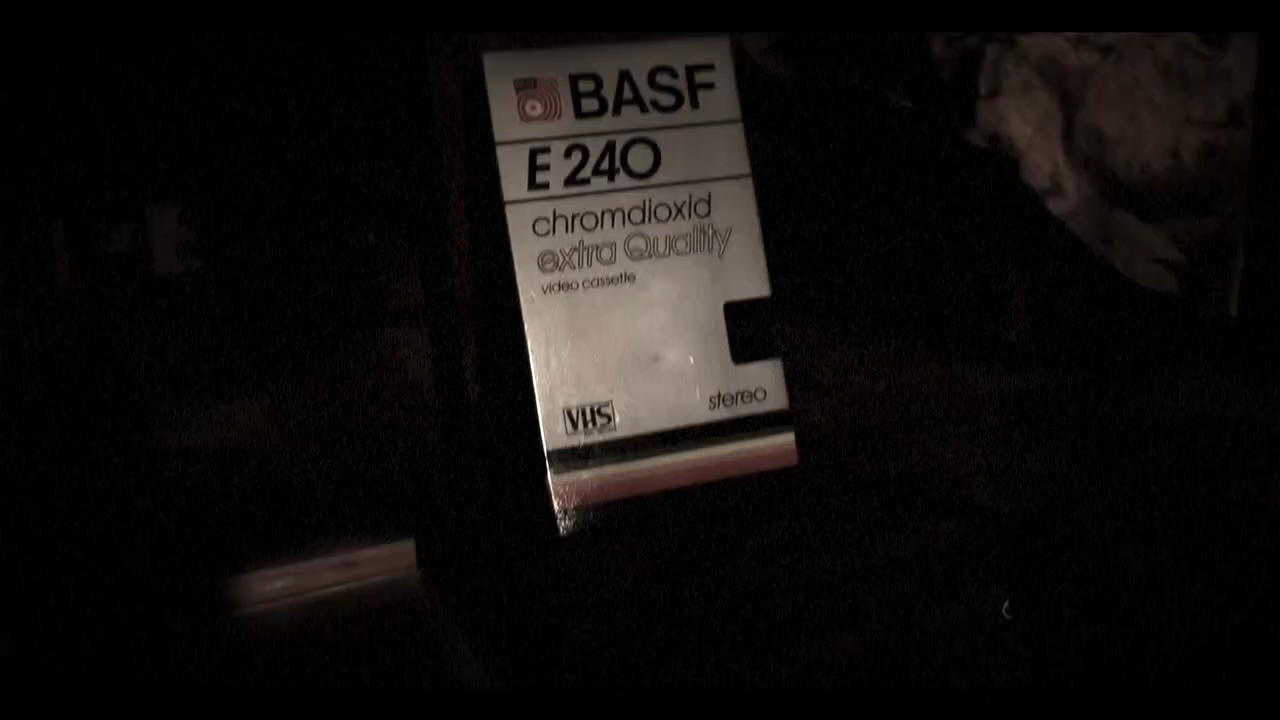 BASF
E 240
chromdioxid
extra Quality
video cassette
stereo
VHS